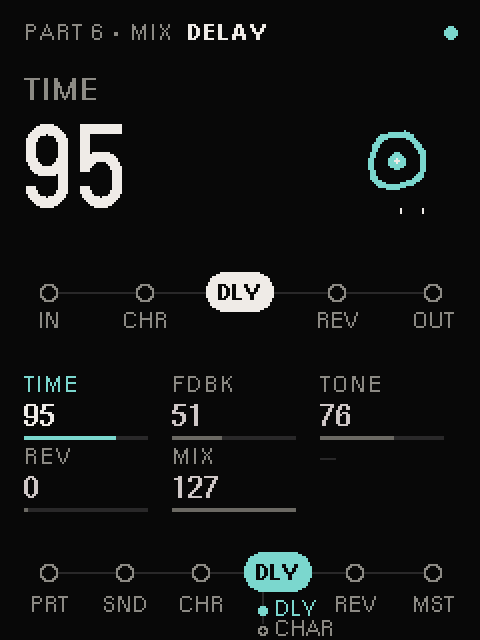 PART 6 · MIX DELAY
TIME
95
DLY
IN CHR REV OUT
TIME FDBK TONE
95 51 76
REV MIX —
0 127
DLY
PRT SND CHR DLY REV MST
CHAR